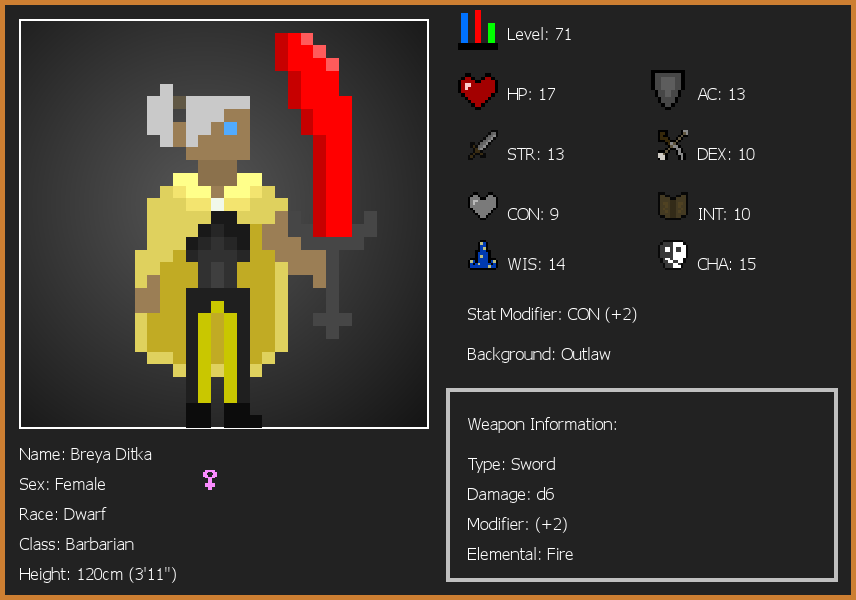 Level: 71
HP: 17
AC: 13
STR: 13
DEX: 10
CON: 9
INT: 10
WIS: 14
CHA: 15
Stat Modifier: CON (+2)
Background: Outlaw
Weapon Information:
Type: Sword
Damage: d6
Modifier: (+2)
Elemental: Fire
Name: Breya Ditka
Sex: Female
Race: Dwarf
Class: Barbarian
Height: 120cm (3'11")